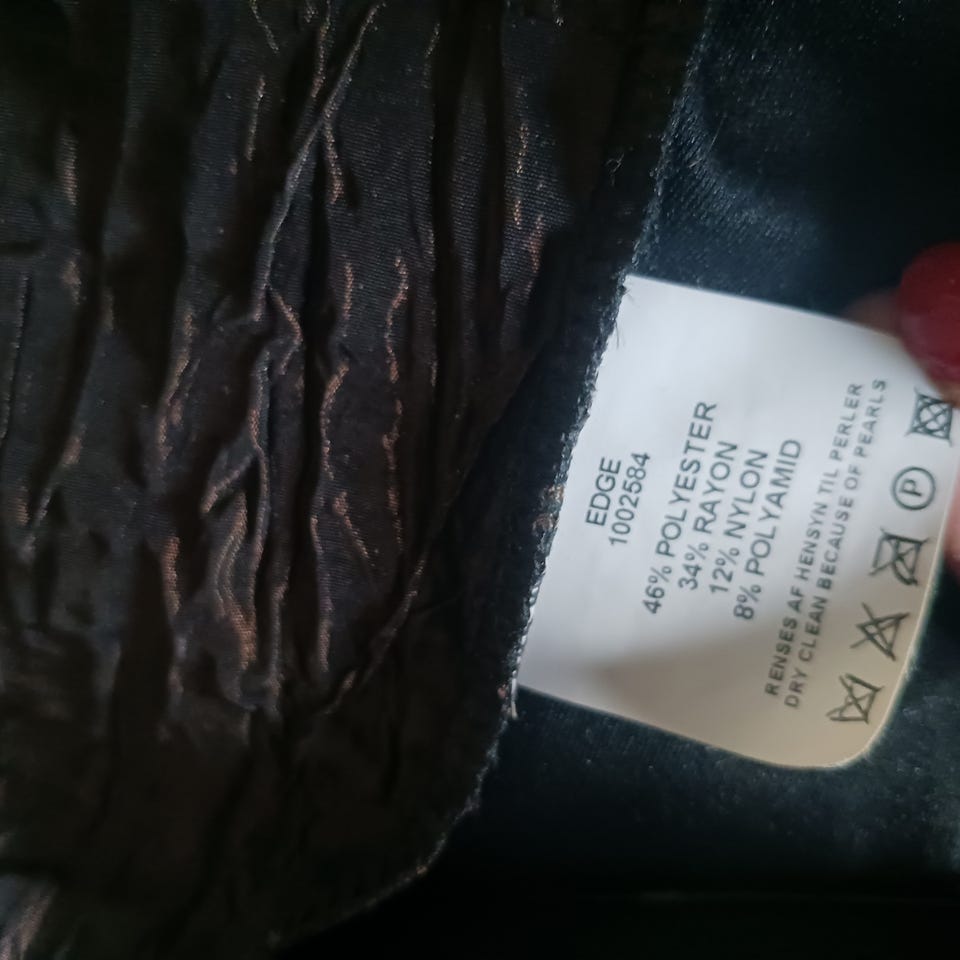 EDGE
1002584
46% POLYESTER
34% RAYON
12% NYLON
8% POLYAMID
RENSES AF HENSYN TIL PERLER
DRY CLEAN BECAUSE OF PEARLS
P